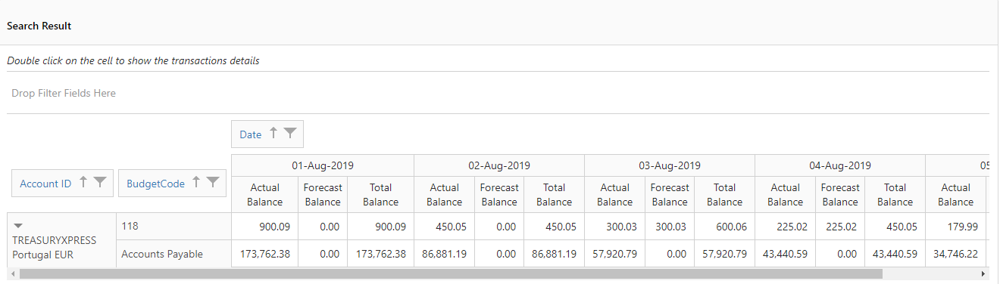 Search Result
Double click on the cell to show the transactions details
Drop Filter Fields Here
Date
01-Aug-2019 02-Aug-2019 03-Aug-2019 04-Aug-2019 05
Account ID BudgetCode
Actual Forecast Total Actual Forecast Total Actual Forecast Total Actual Forecast Total Actual
Balance Balance Balance Balance Balance Balance Balance Balance Balance Balance Balance Balance Balance
118 900.09 0.00 900.09 450.05 0.00 450.05 300.03 300.03 600.06 225.02 225.02 450.05 179.99
TREASURYXPRESS
Portugal EUR
Accounts Payable 173,762.38 0.00 173,762.38 86,881.19 0.00 86,881.19 57,920.79 0.00 57,920.79 43,440.59 0.00 43,440.59 34,746.22